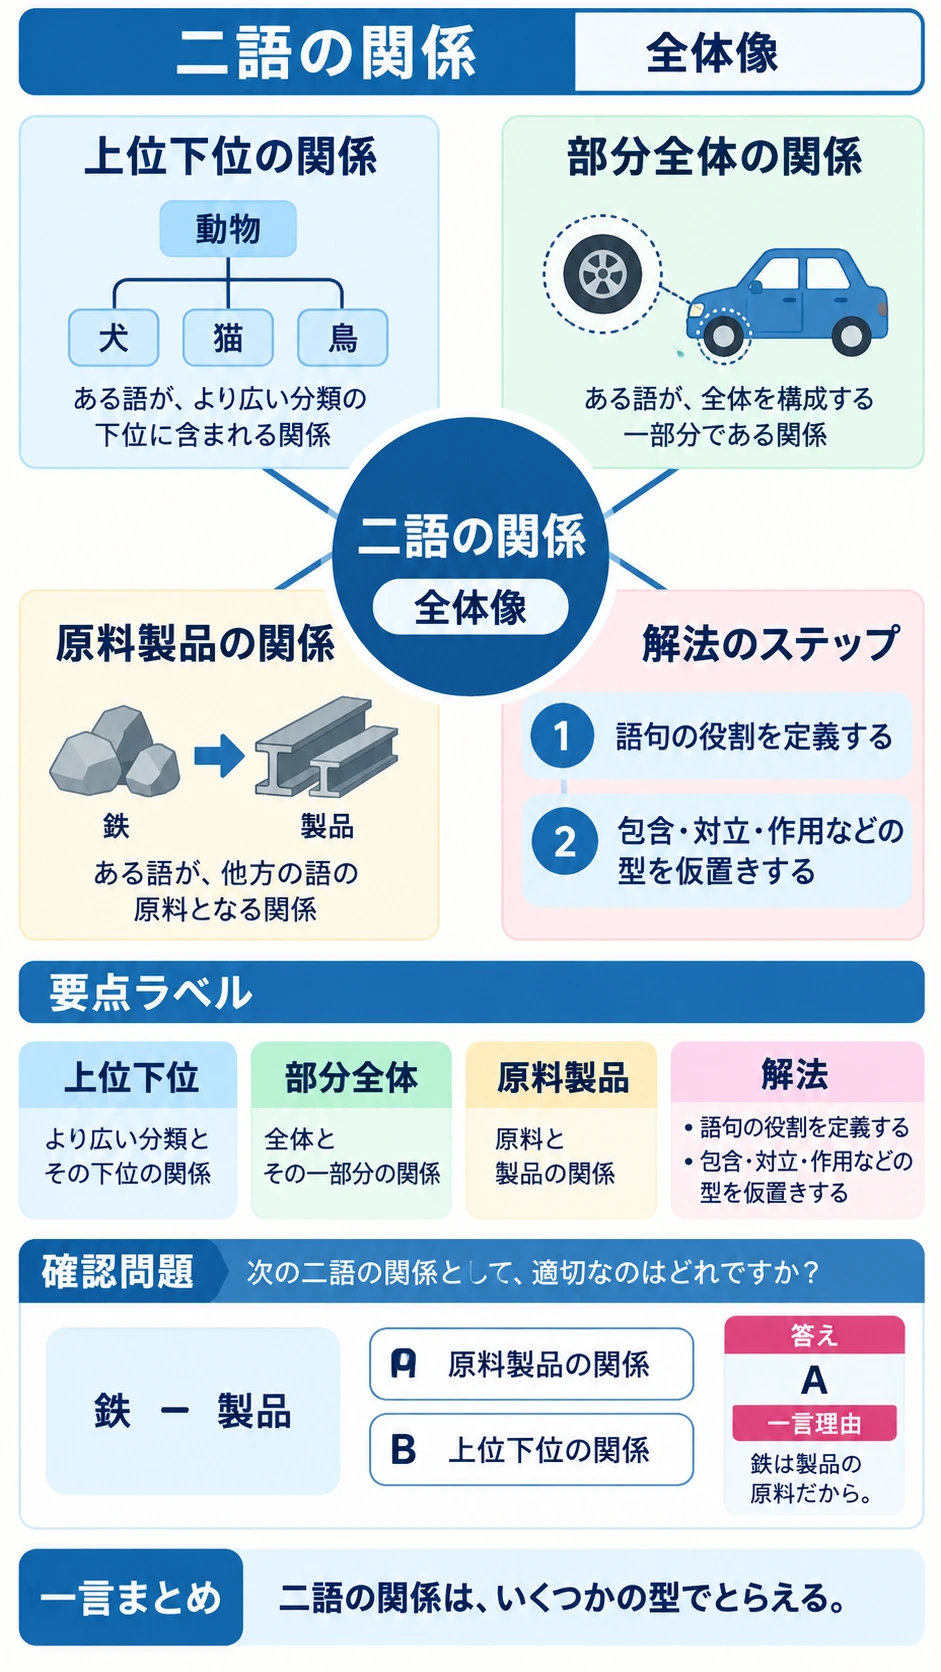 二語の関係
全体像
上位下位の関係
動物
犬
猫
鳥
ある語が、より広い分類の
下位に含まれる関係
部分全体の関係
ある語が、全体を構成する
一部分である関係
二語の関係
全体像
原料製品の関係
鉄
製品
ある語が、他方の語の
原料となる関係
解法のステップ
1 語句の役割を定義する
2 包含・対立・作用などの
型を仮置きする
要点ラベル
上位下位
より広い分類と
その下位の関係
部分全体
全体と
その一部分の関係
原料製品
原料と
製品の関係
解法
• 語句の役割を定義する
• 包含・対立・作用などの
型を仮置きする
確認問題
次の二語の関係として、適切なのはどれですか？
鉄 ー 製品
A 原料製品の関係
B 上位下位の関係
答え
A
一言理由
鉄は製品の
原料だから。
一言まとめ
二語の関係は、いくつかの型でとらえる。